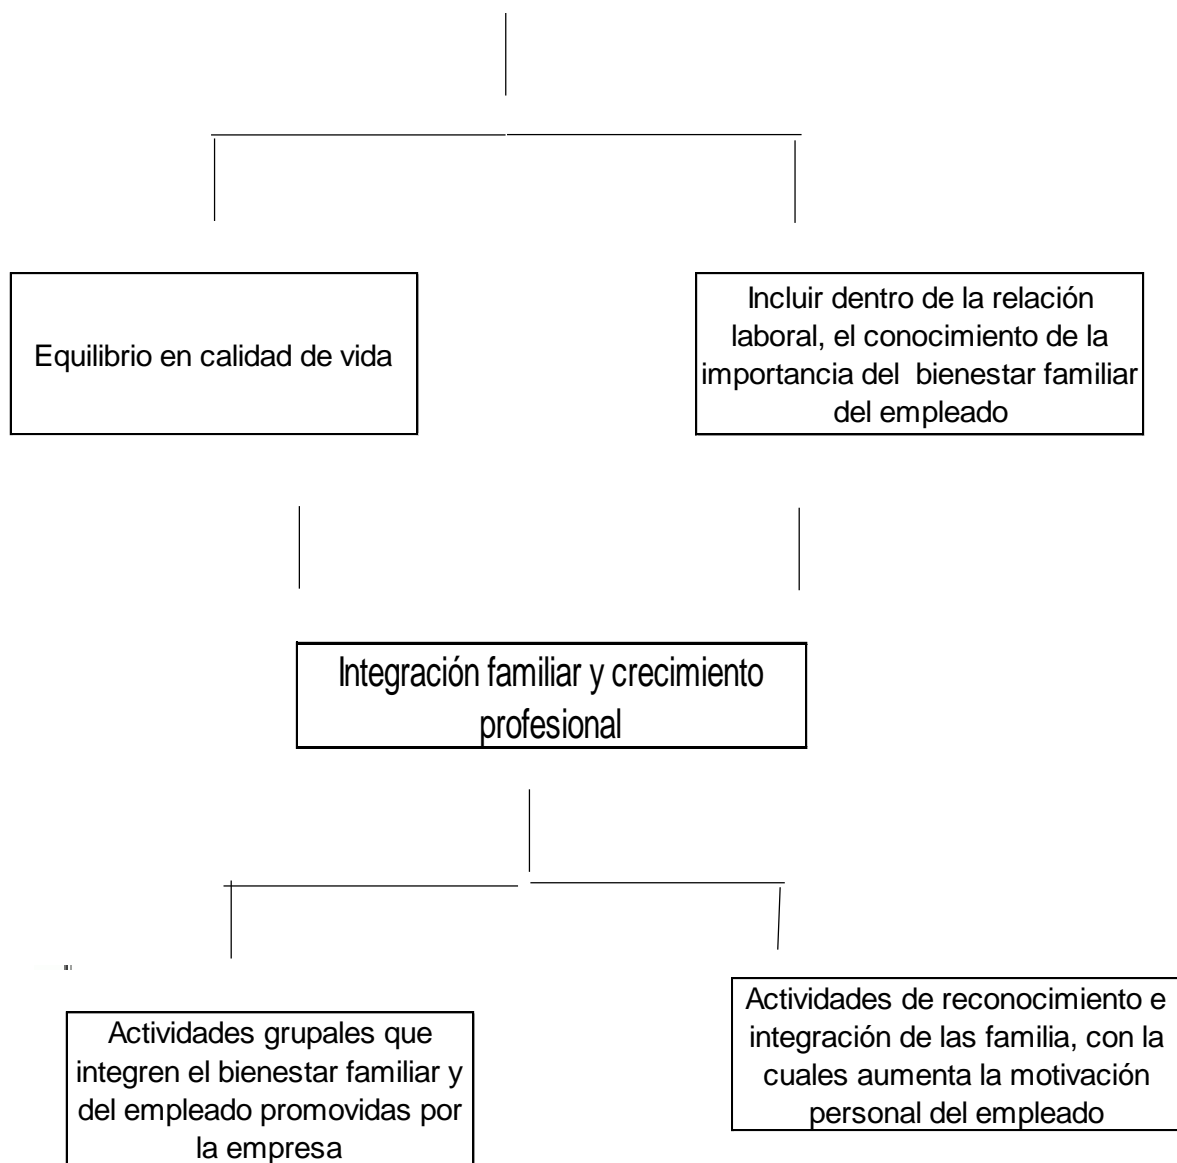 Equilibrio en calidad de vida
Incluir dentro de la relación
laboral, el conocimiento de la
importancia del bienestar familiar
del empleado
Integración familiar y crecimiento
profesional
Actividades grupales que
integren el bienestar familiar y
del empleado promovidas por
la empresa
Actividades de reconocimiento e
integración de las familia, con la
cuales aumenta la motivación
personal del empleado